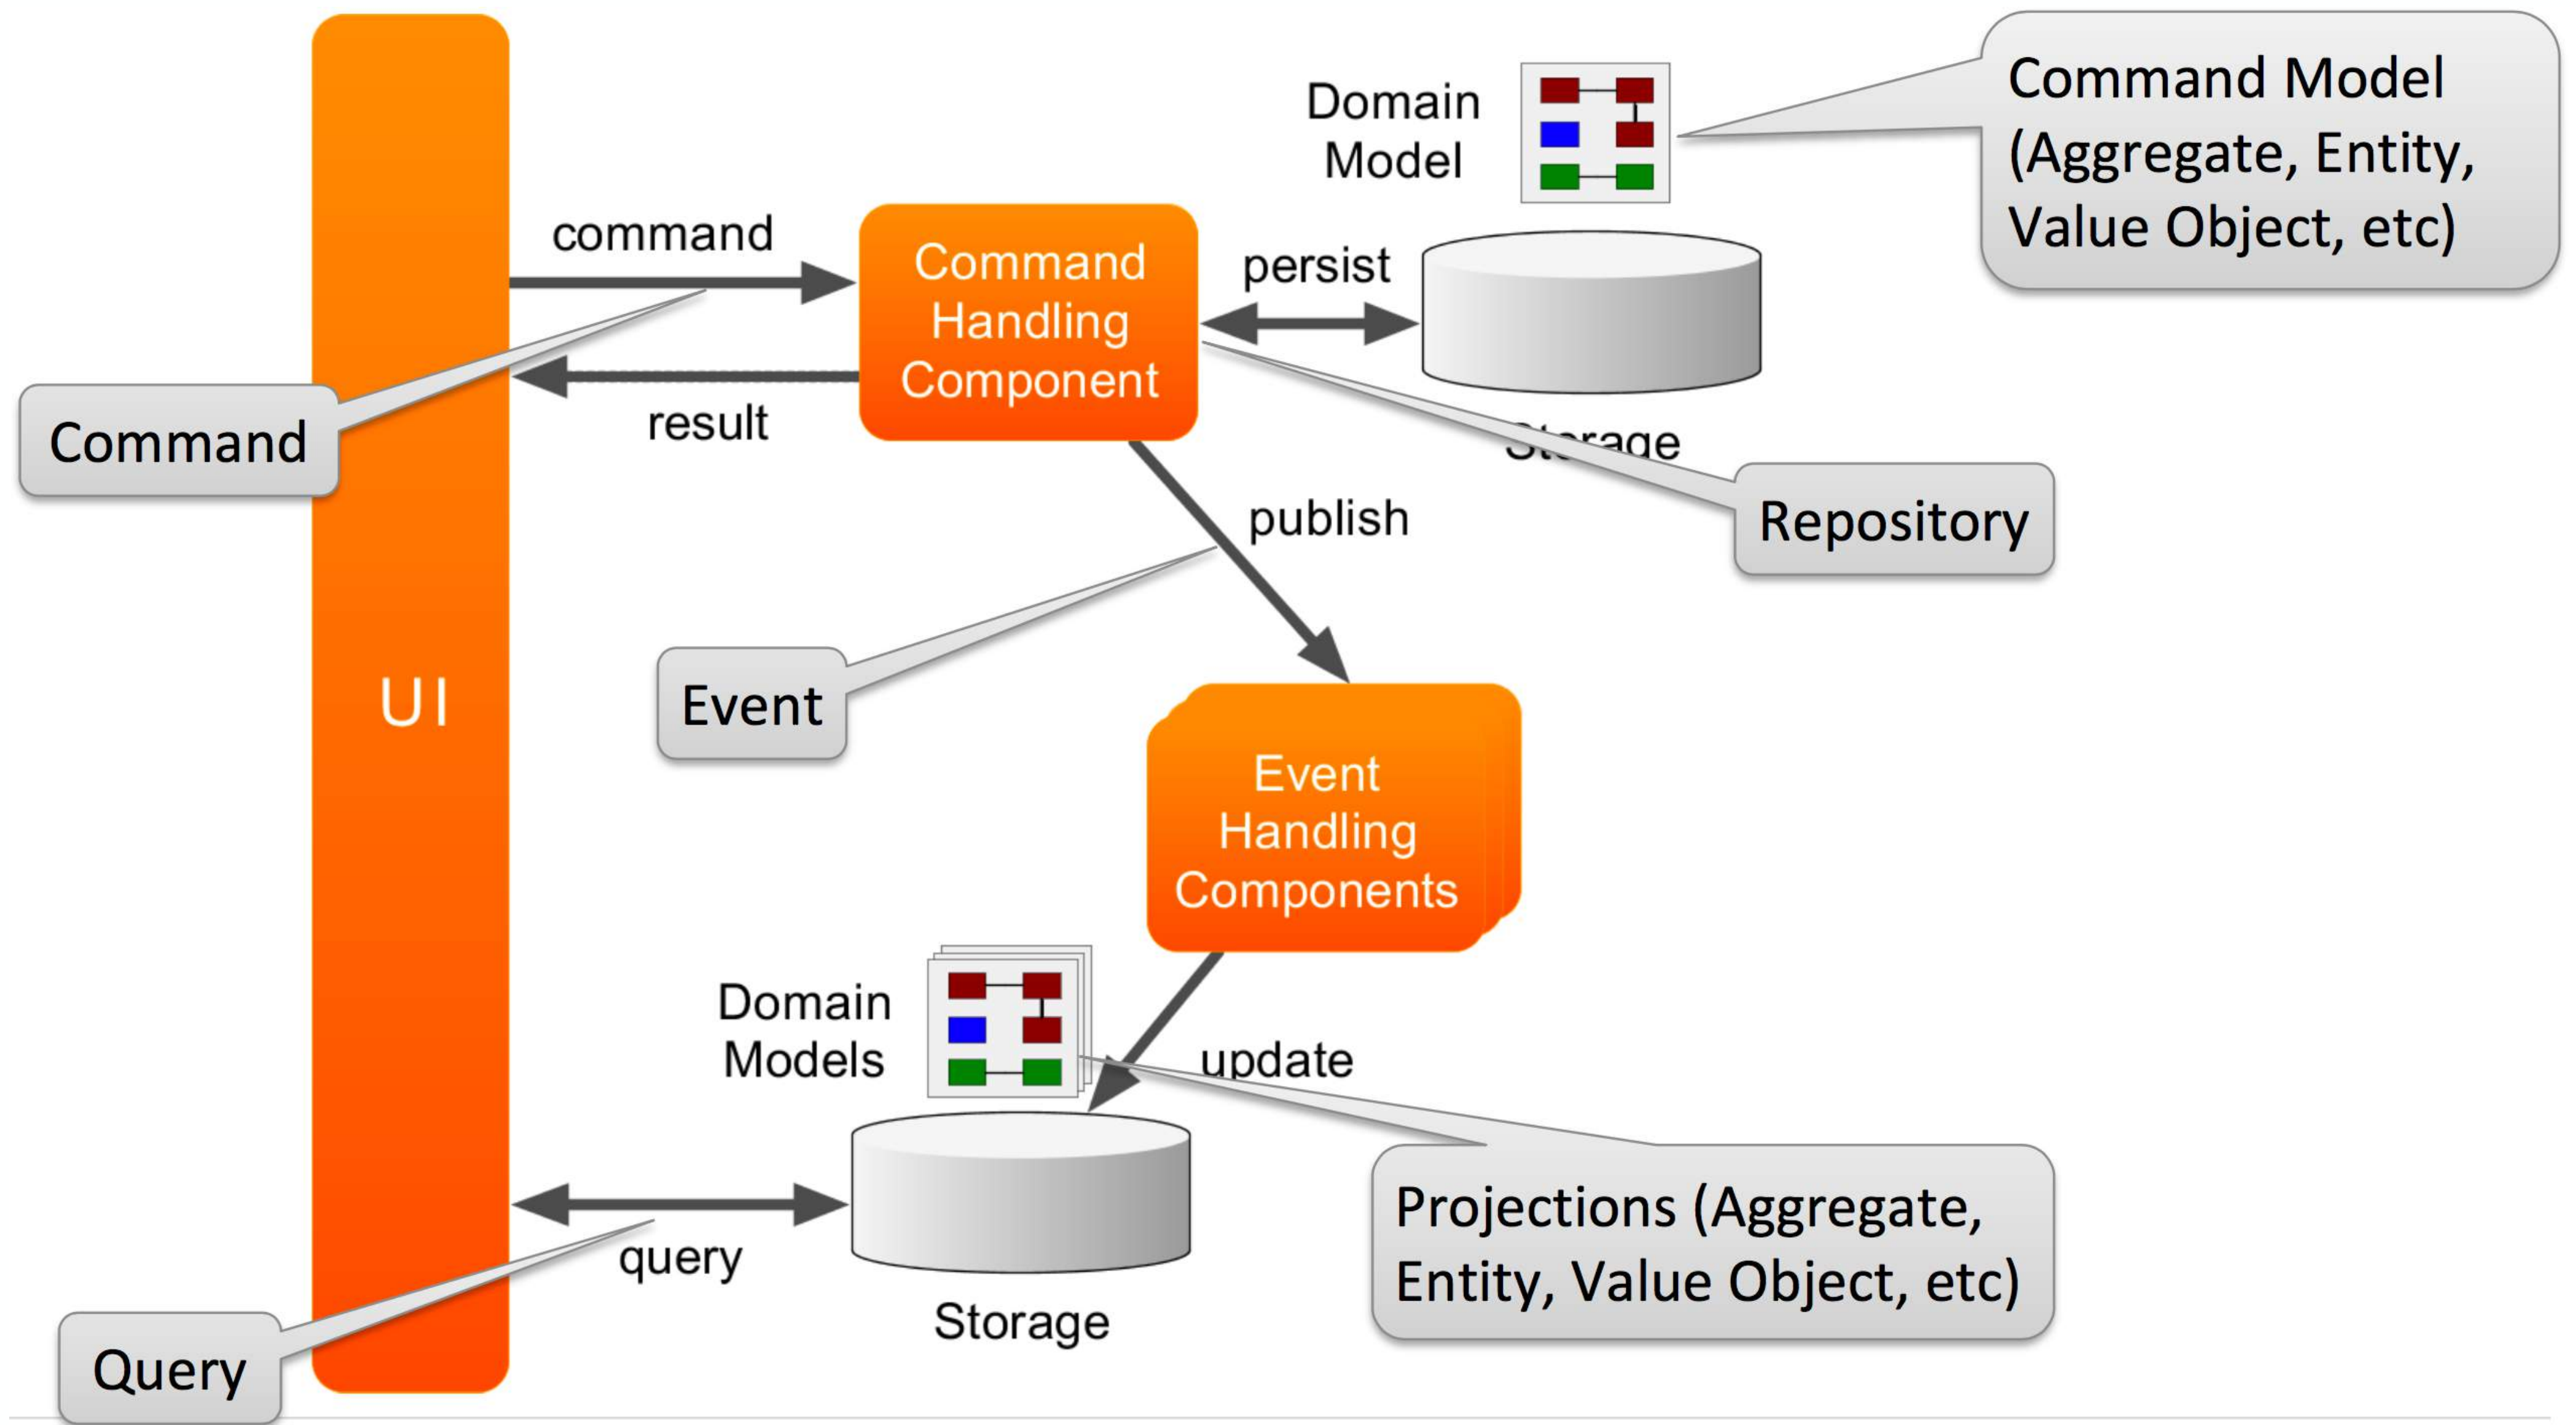 Domain
Model
Command Model
(Aggregate, Entity,
Value Object, etc)
command
Command
Handling
Component
persist
result
Command
Storage
Repository
publish
UI
Event
Event
Handling
Components
Domain
Models
update
query
Storage
Projections (Aggregate,
Entity, Value Object, etc)
Query